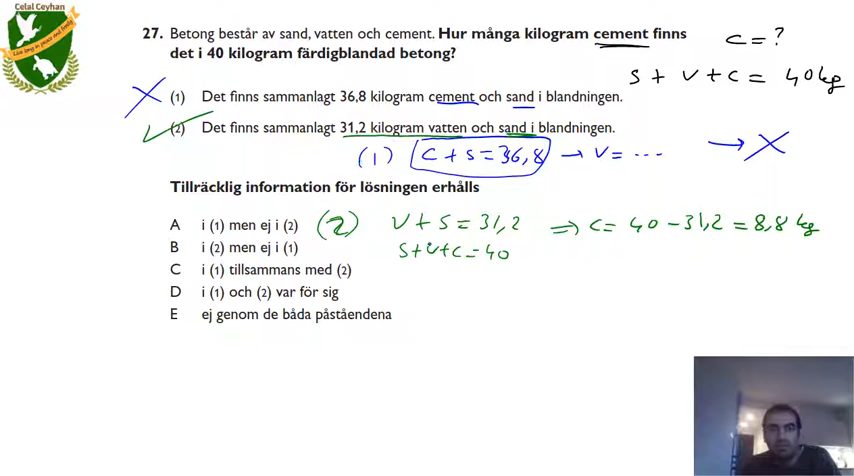 Celal Ceyhan
27. Betong består av sand, vatten och cement. Hur många kilogram cement finns
det i 40 kilogram färdigblandad betong?
c = ?
s + v + c = 40 kg
(1) Det finns sammanlagt 36,8 kilogram cement och sand i blandningen.
(2) Det finns sammanlagt 31,2 kilogram vatten och sand i blandningen.
(1) c + s = 36,8 → v = ... → X
Tillräcklig information för lösningen erhålls
A i (1) men ej i (2)
B i (2) men ej i (1)
C i (1) tillsammans med (2)
D i (1) och (2) var för sig
E ej genom de båda påståendena
(2) v + s = 31,2 ⇒ c = 40 - 31,2 = 8,8 kg
s + v + c = 40